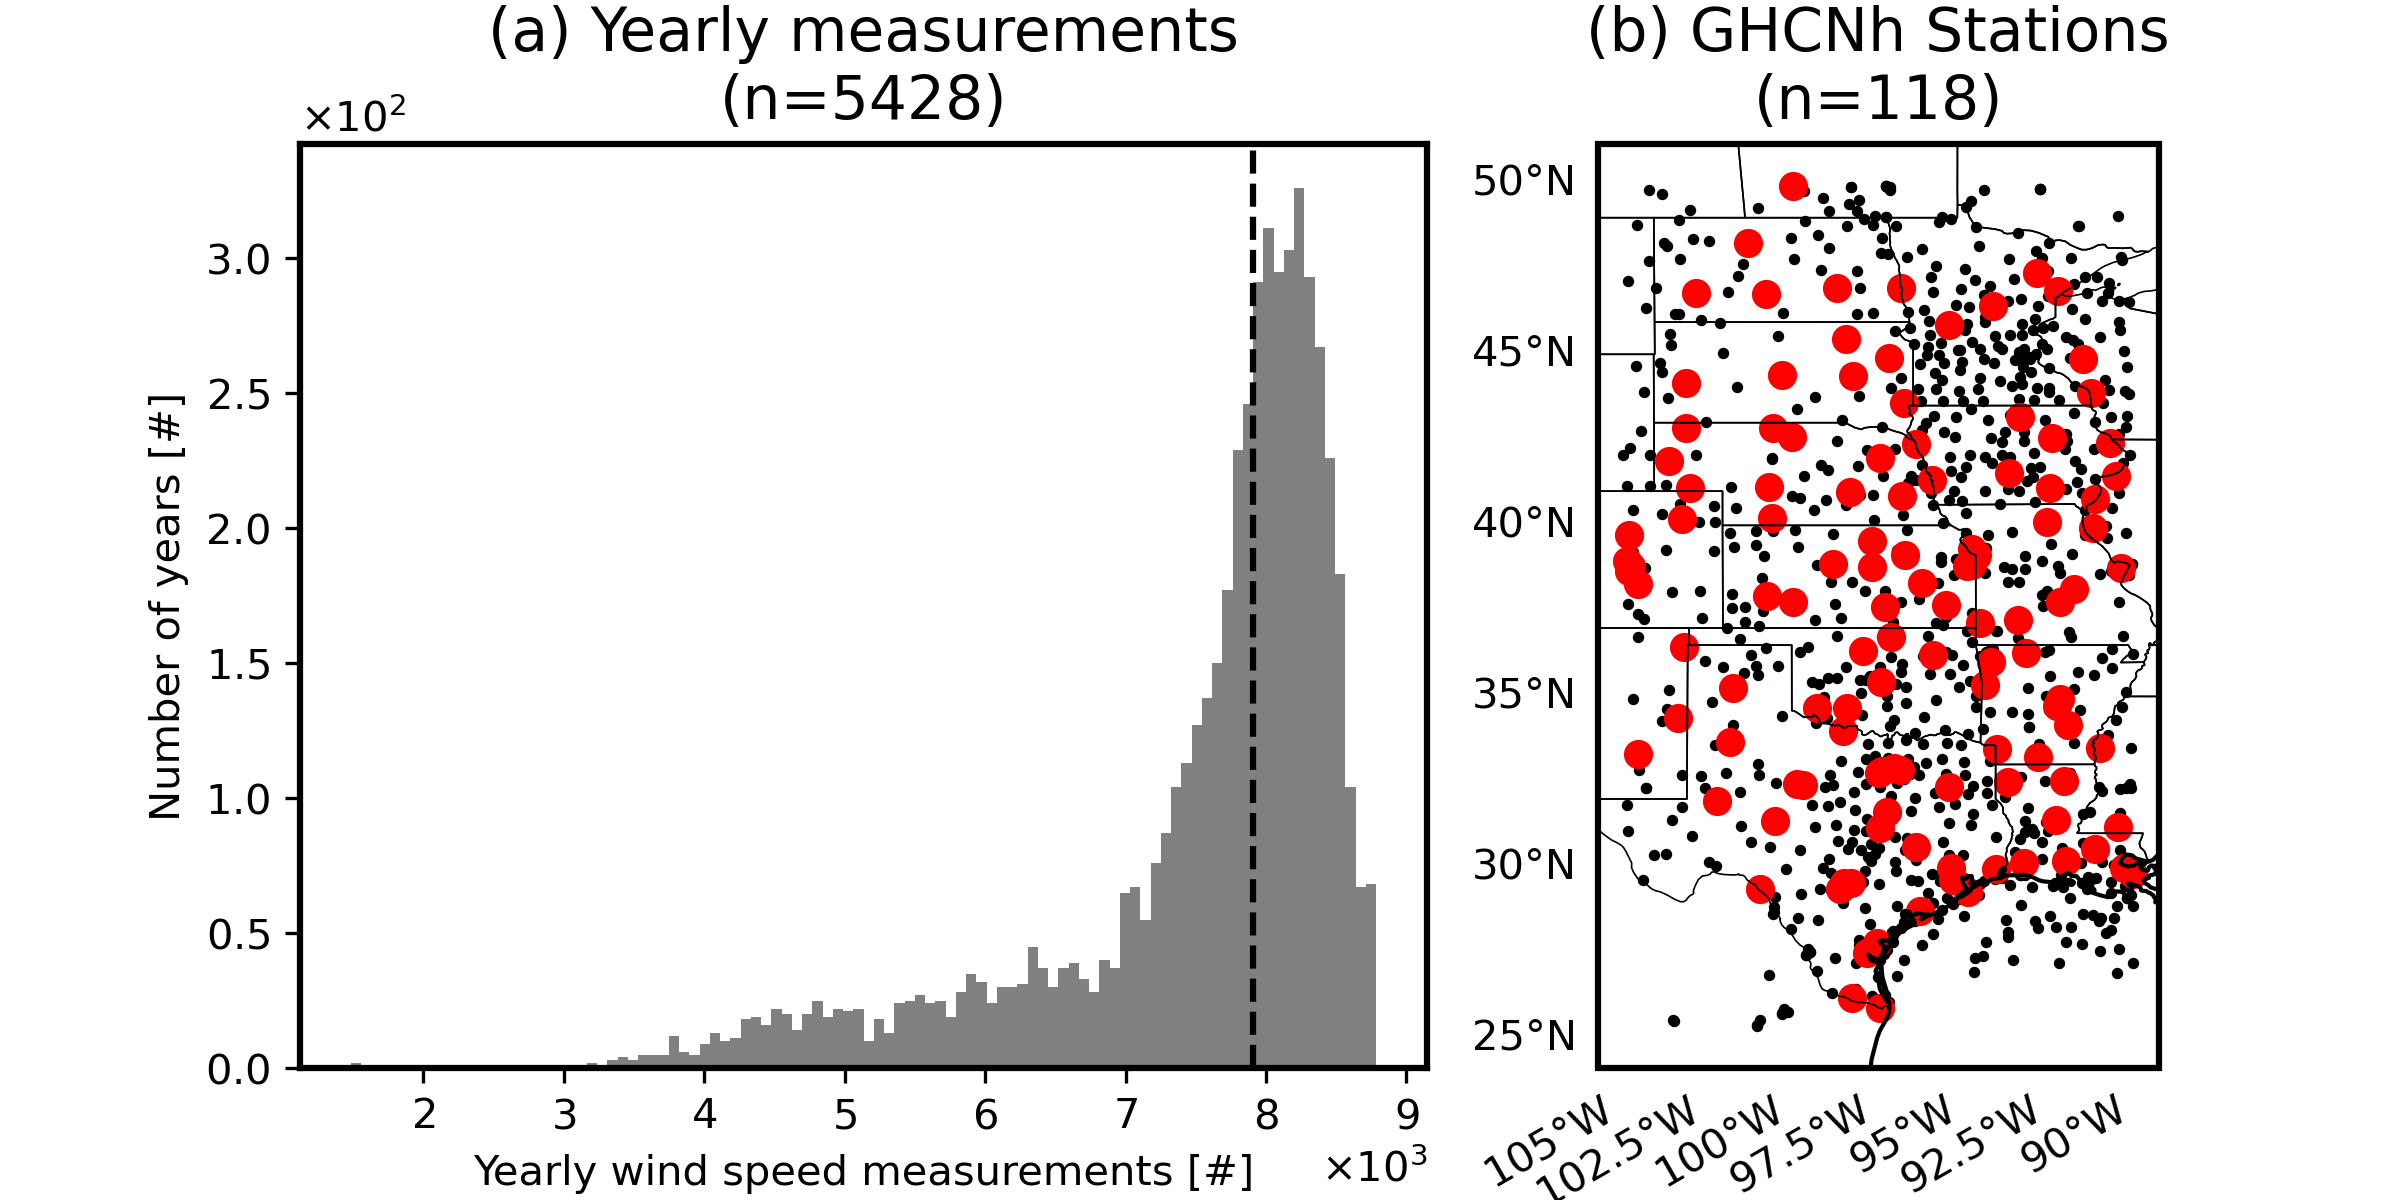 (a) Yearly measurements
(n=5428)
×10²
3.0
2.5
2.0
1.5
1.0
0.5
0.0
Number of years [#]
2 3 4 5 6 7 8 9
Yearly wind speed measurements [#]
×10³
(b) GHCNh Stations
(n=118)
50°N
45°N
40°N
35°N
30°N
25°N
105°W
102.5°W
100°W
97.5°W
95°W
92.5°W
90°W